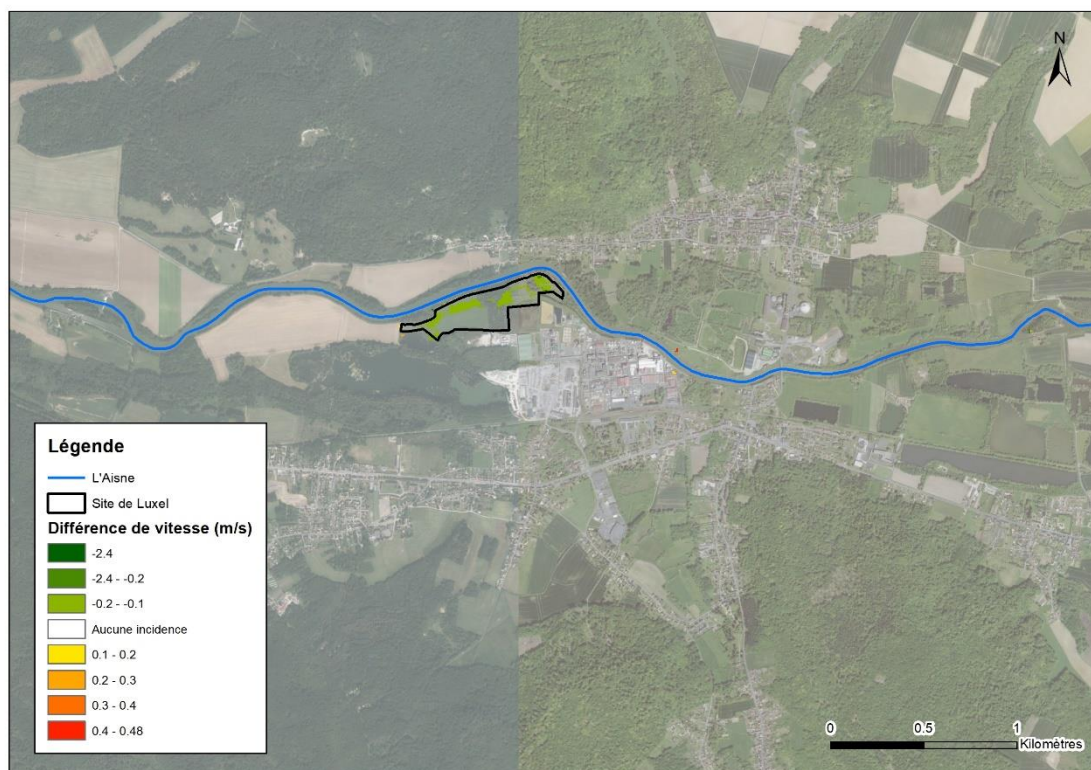 N
Légende
L'Aisne
Site de Luxel
Différence de vitesse (m/s)
-2.4
-2.4 - -0.2
-0.2 - -0.1
Aucune incidence
0.1 - 0.2
0.2 - 0.3
0.3 - 0.4
0.4 - 0.48
0 0.5 1
Kilomètres